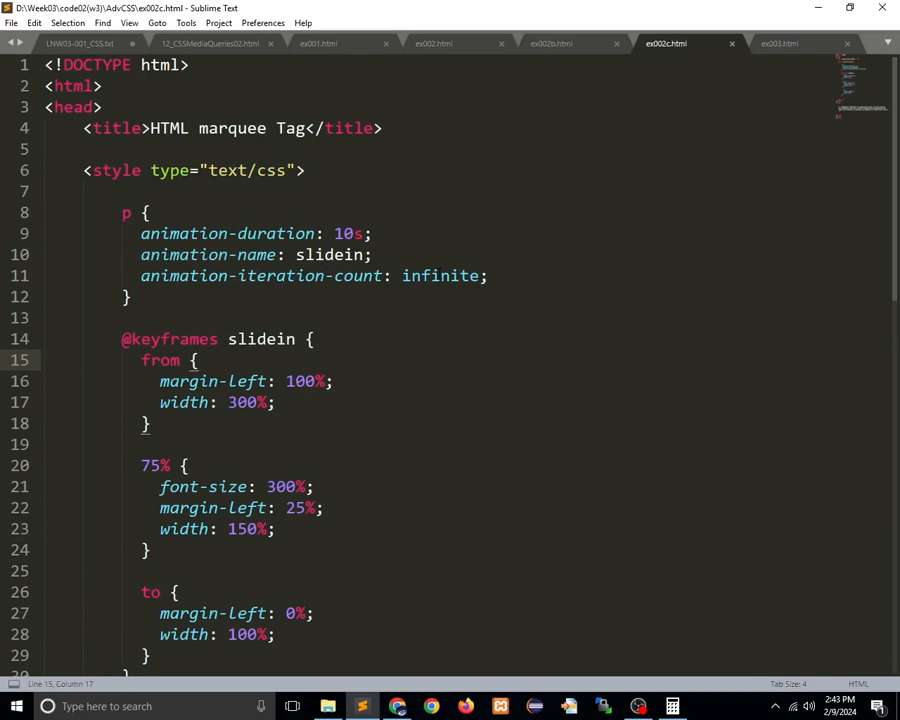 D:\Week03\code02(w3)\AdvCSS\ex002c.html - Sublime Text
File Edit Selection Find View Goto Tools Project Preferences Help
LNW03-001_CSS.txt 12_CSSMediaQueries02.html ex001.html ex002.html ex002b.html ex002c.html ex003.html
1 <!DOCTYPE html>
2 <html>
3 <head>
4 <title>HTML marquee Tag</title>
5
6 <style type="text/css">
7
8 p {
9 animation-duration: 10s;
10 animation-name: slidein;
11 animation-iteration-count: infinite;
12 }
13
14 @keyframes slidein {
15 from {
16 margin-left: 100%;
17 width: 300%;
18 }
19
20 75% {
21 font-size: 300%;
22 margin-left: 25%;
23 width: 150%;
24 }
25
26 to {
27 margin-left: 0%;
28 width: 100%;
29 }
30 }
Line 15, Column 17 Tab Size: 4 HTML
Type here to search 2:43 PM
2/9/2024